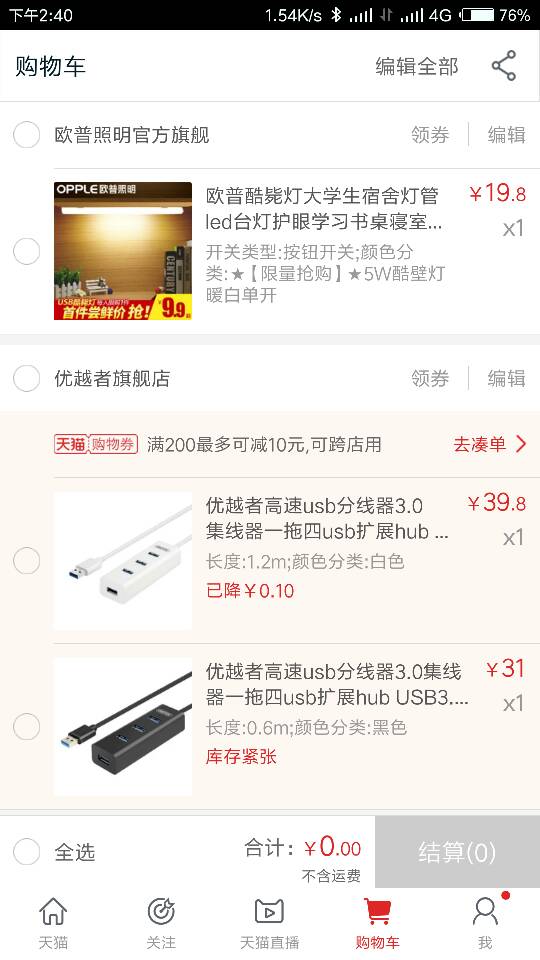 下午2:40
1.54K/s
4G
76%
购物车
编辑全部
欧普照明官方旗舰
领券
编辑
OPPLE欧普照明
USB酷毙灯
首件尝鲜价 抢!
¥9.9
欧普酷毙灯大学生宿舍灯管
led台灯护眼学习书桌寝室...
开关类型:按钮开关;颜色分
类:★【限量抢购】★5W酷壁灯
暖白单开
¥19.8
x1
优越者旗舰店
领券
编辑
天猫购物券
满200最多可减10元,可跨店用
去凑单
优越者高速usb分线器3.0
集线器一拖四usb扩展hub ...
长度:1.2m;颜色分类:白色
已降¥0.10
¥39.8
x1
优越者高速usb分线器3.0集线
器一拖四usb扩展hub USB3....
长度:0.6m;颜色分类:黑色
库存紧张
¥31
x1
全选
合计: ¥0.00
不含运费
结算(0)
天猫
关注
天猫直播
购物车
我